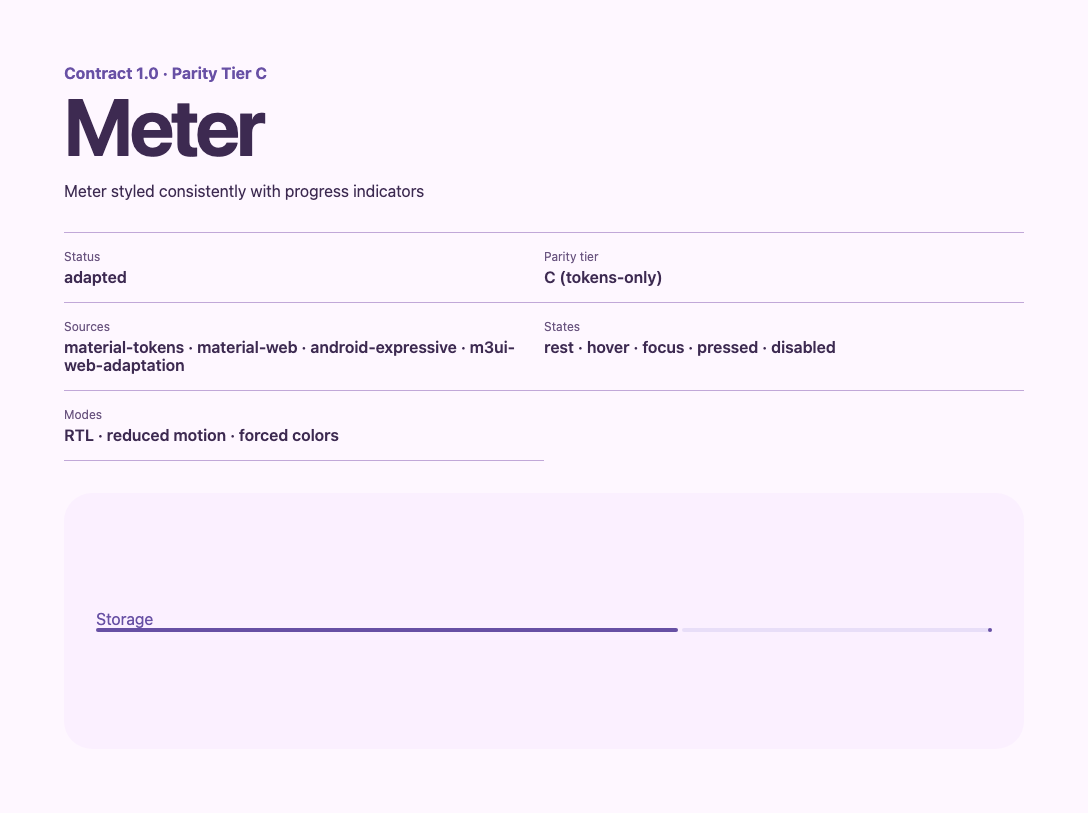 Contract 1.0 · Parity Tier C
Meter
Meter styled consistently with progress indicators
Status
adapted
Parity tier
C (tokens-only)
Sources
material-tokens · material-web · android-expressive · m3ui-
web-adaptation
States
rest · hover · focus · pressed · disabled
Modes
RTL · reduced motion · forced colors
Storage